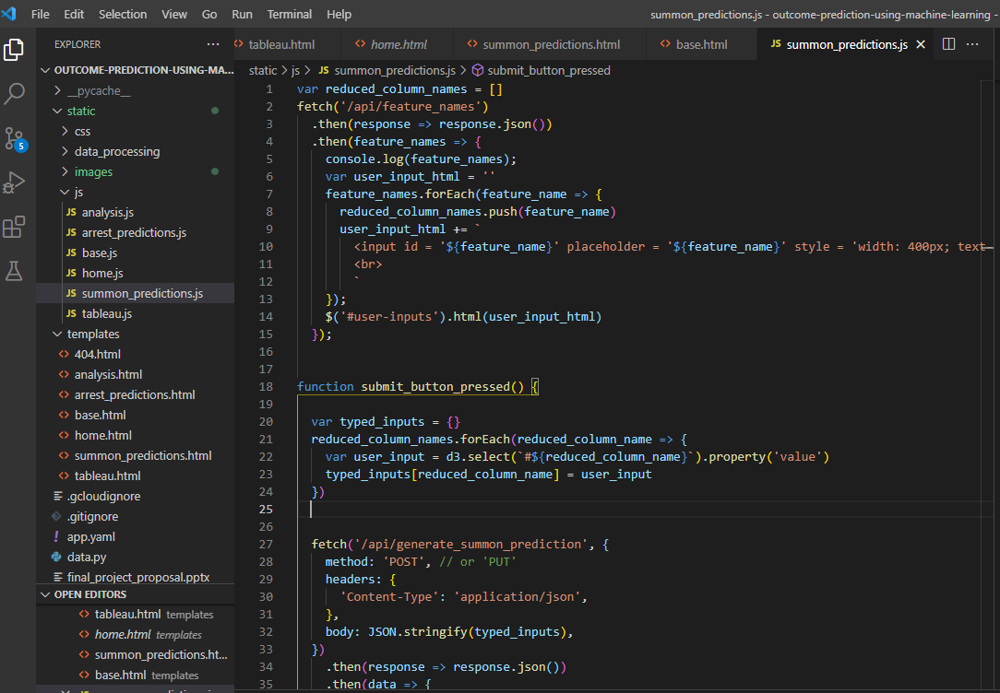 File Edit Selection View Go Run Terminal Help summon_predictions.js - outcome-prediction-using-machine-learning -
EXPLORER ...
tableau.html home.html summon_predictions.html base.html JS summon_predictions.js
static > js > JS summon_predictions.js > submit_button_pressed
OUTCOME-PREDICTION-USING-MA...
__pycache__
static
css
data_processing
images
js
JS analysis.js
JS arrest_predictions.js
JS base.js
JS home.js
JS summon_predictions.js
JS tableau.js
templates
404.html
analysis.html
arrest_predictions.html
base.html
home.html
summon_predictions.html
tableau.html
.gcloudignore
.gitignore
! app.yaml
data.py
final_project_proposal.pptx
OPEN EDITORS
tableau.html templates
home.html templates
summon_predictions.ht...
base.html templates
5
1 var reduced_column_names = []
2 fetch('/api/feature_names')
3 .then(response => response.json())
4 .then(feature_names => {
5 console.log(feature_names);
6 var user_input_html = ''
7 feature_names.forEach(feature_name => {
8 reduced_column_names.push(feature_name)
9 user_input_html += `
10 <input id = '${feature_name}' placeholder = '${feature_name}' style = 'width: 400px; text-
11 <br>
12 `
13 });
14 $('#user-inputs').html(user_input_html)
15 });
16
17
18 function submit_button_pressed() {
19
20 var typed_inputs = {}
21 reduced_column_names.forEach(reduced_column_name => {
22 var user_input = d3.select(`#${reduced_column_name}`).property('value')
23 typed_inputs[reduced_column_name] = user_input
24 })
25
26
27 fetch('/api/generate_summon_prediction', {
28 method: 'POST', // or 'PUT'
29 headers: {
30 'Content-Type': 'application/json',
31 },
32 body: JSON.stringify(typed_inputs),
33 })
34 .then(response => response.json())
35 .then(data => {